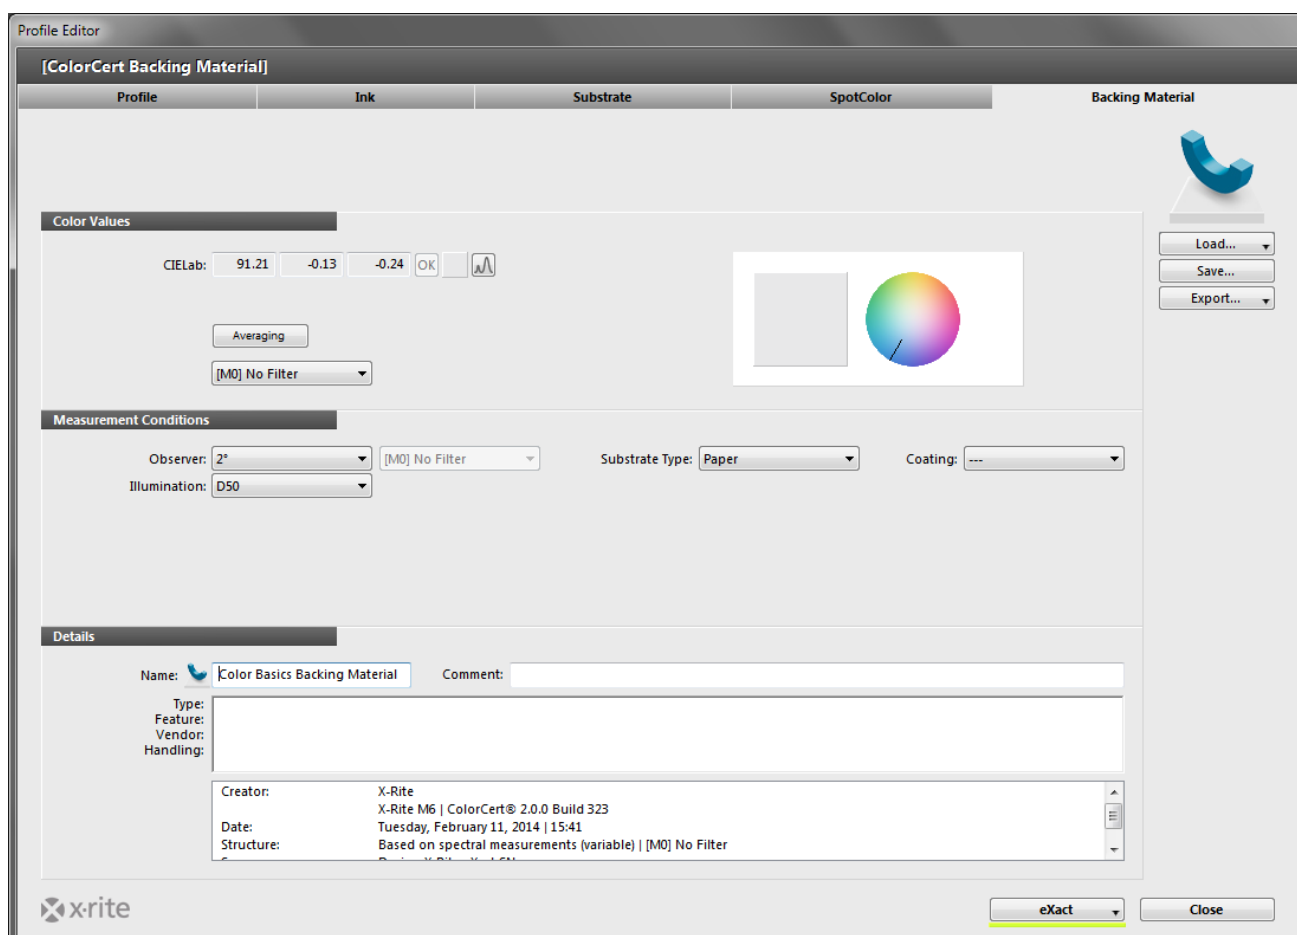 Profile Editor
[ColorCert Backing Material]
Profile Ink Substrate SpotColor Backing Material
Load...
Save...
Export...
Color Values
CIELab: 91.21 -0.13 -0.24 OK
Averaging
[M0] No Filter
Measurement Conditions
Observer: 2° [M0] No Filter Substrate Type: Paper Coating: ---
Illumination: D50
Details
Name: Color Basics Backing Material Comment:
Type:
Feature:
Vendor:
Handling:
Creator: X-Rite
X-Rite M6 | ColorCert® 2.0.0 Build 323
Date: Tuesday, February 11, 2014 | 15:41
Structure: Based on spectral measurements (variable) | [M0] No Filter
x·rite eXact Close